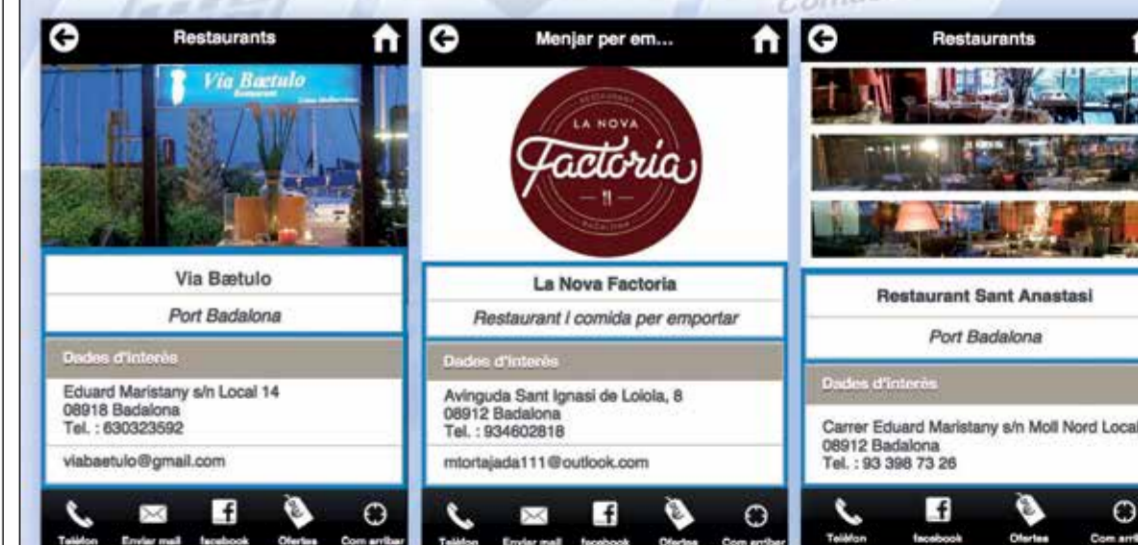 Restaurants
Via Bætulo
Restaurant
Via Bætulo
Port Badalona
Dades d'interès
Eduard Maristany s/n Local 14
08918 Badalona
Tel. : 630323592
viabaetulo@gmail.com
Telèfon Enviar mail facebook Ofertes Com arribar
Menjar per em...
RESTAURANT
LA NOVA
Factoria
BADALONA
La Nova Factoria
Restaurant i comida per emportar
Dades d'interès
Avinguda Sant Ignasi de Loiola, 8
08912 Badalona
Tel. : 934602818
mtortajada111@outlook.com
Telèfon Enviar mail facebook Ofertes Com arribar
Restaurants
Restaurant Sant Anastasi
Port Badalona
Dades d'interès
Carrer Eduard Maristany s/n Moll Nord Local
08912 Badalona
Tel. : 93 398 73 26
Telèfon facebook Ofertes